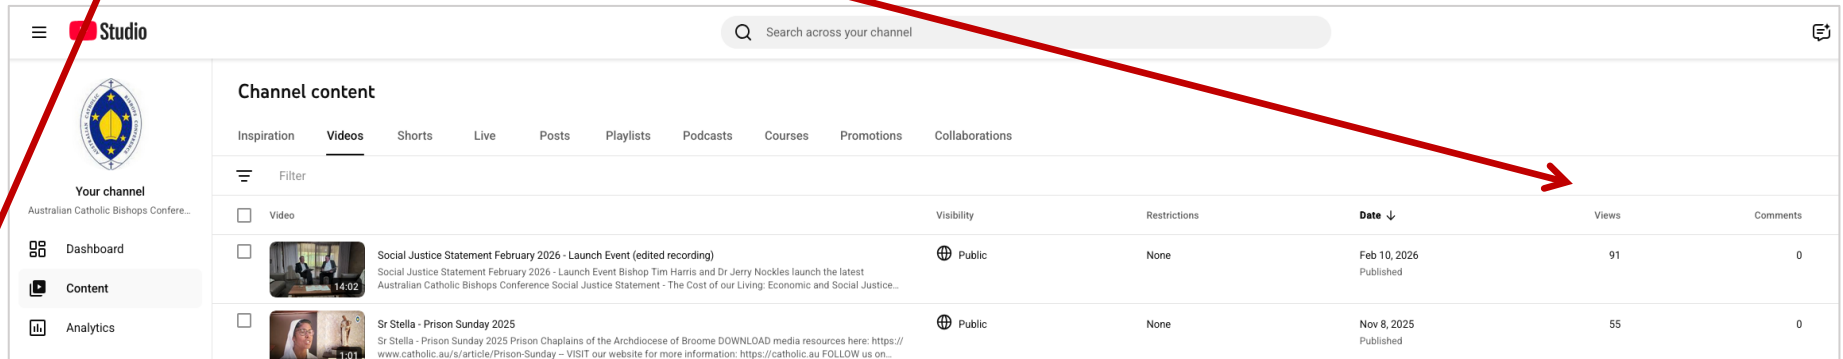 Studio
Search across your channel
Channel content
Inspiration Videos Shorts Live Posts Playlists Podcasts Courses Promotions Collaborations
Filter
Your channel
Australian Catholic Bishops Confere...
Dashboard
Content
Analytics
Video Visibility Restrictions Date ↓ Views Comments
Social Justice Statement February 2026 - Launch Event (edited recording) Public None Feb 10, 2026 91 0
Social Justice Statement February 2026 - Launch Event Bishop Tim Harris and Dr Jerry Nockles launch the latest Published
Australian Catholic Bishops Conference Social Justice Statement - The Cost of our Living: Economic and Social Justice...
14:02
Sr Stella - Prison Sunday 2025 Public None Nov 8, 2025 55 0
Sr Stella - Prison Sunday 2025 Prison Chaplains of the Archdiocese of Broome DOWNLOAD media resources here: https:// Published
www.catholic.au/s/article/Prison-Sunday -- VISIT our website for more information: https://catholic.au FOLLOW us on...
1:01